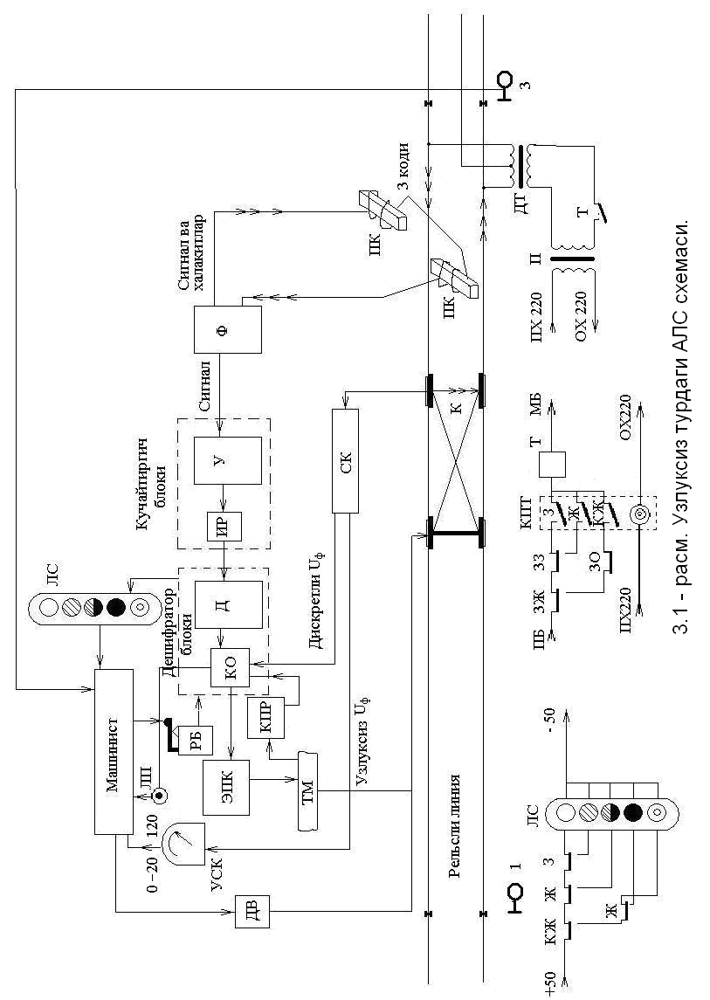 ЛС
Машинист
0 – 20 120
УСК
ЛП
РБ
ДВ
Дешифратор
блоки
Д
КО
ЭПК
КПР
ТМ
Кучайтиргич
блоки
У
ИР
Сигнал
Ф
Сигнал ва
халакитлар
ПК
ПК
З коди
СК
Дискретли Uф
Узлуксиз Uф
К
Рельсли линия
1
3
+50
КЖ
Ж
З
Ж
ЛС
- 50
ПБ
ЗЖ
ЗЗ
ЗО
КПТ
З
Ж
КЖ
Т
МБ
ПХ220
ОХ220
ПХ 220
ОХ 220
П
Т
ДТ
3.1 - расм. Узлуксиз турдаги АЛС схемаси.